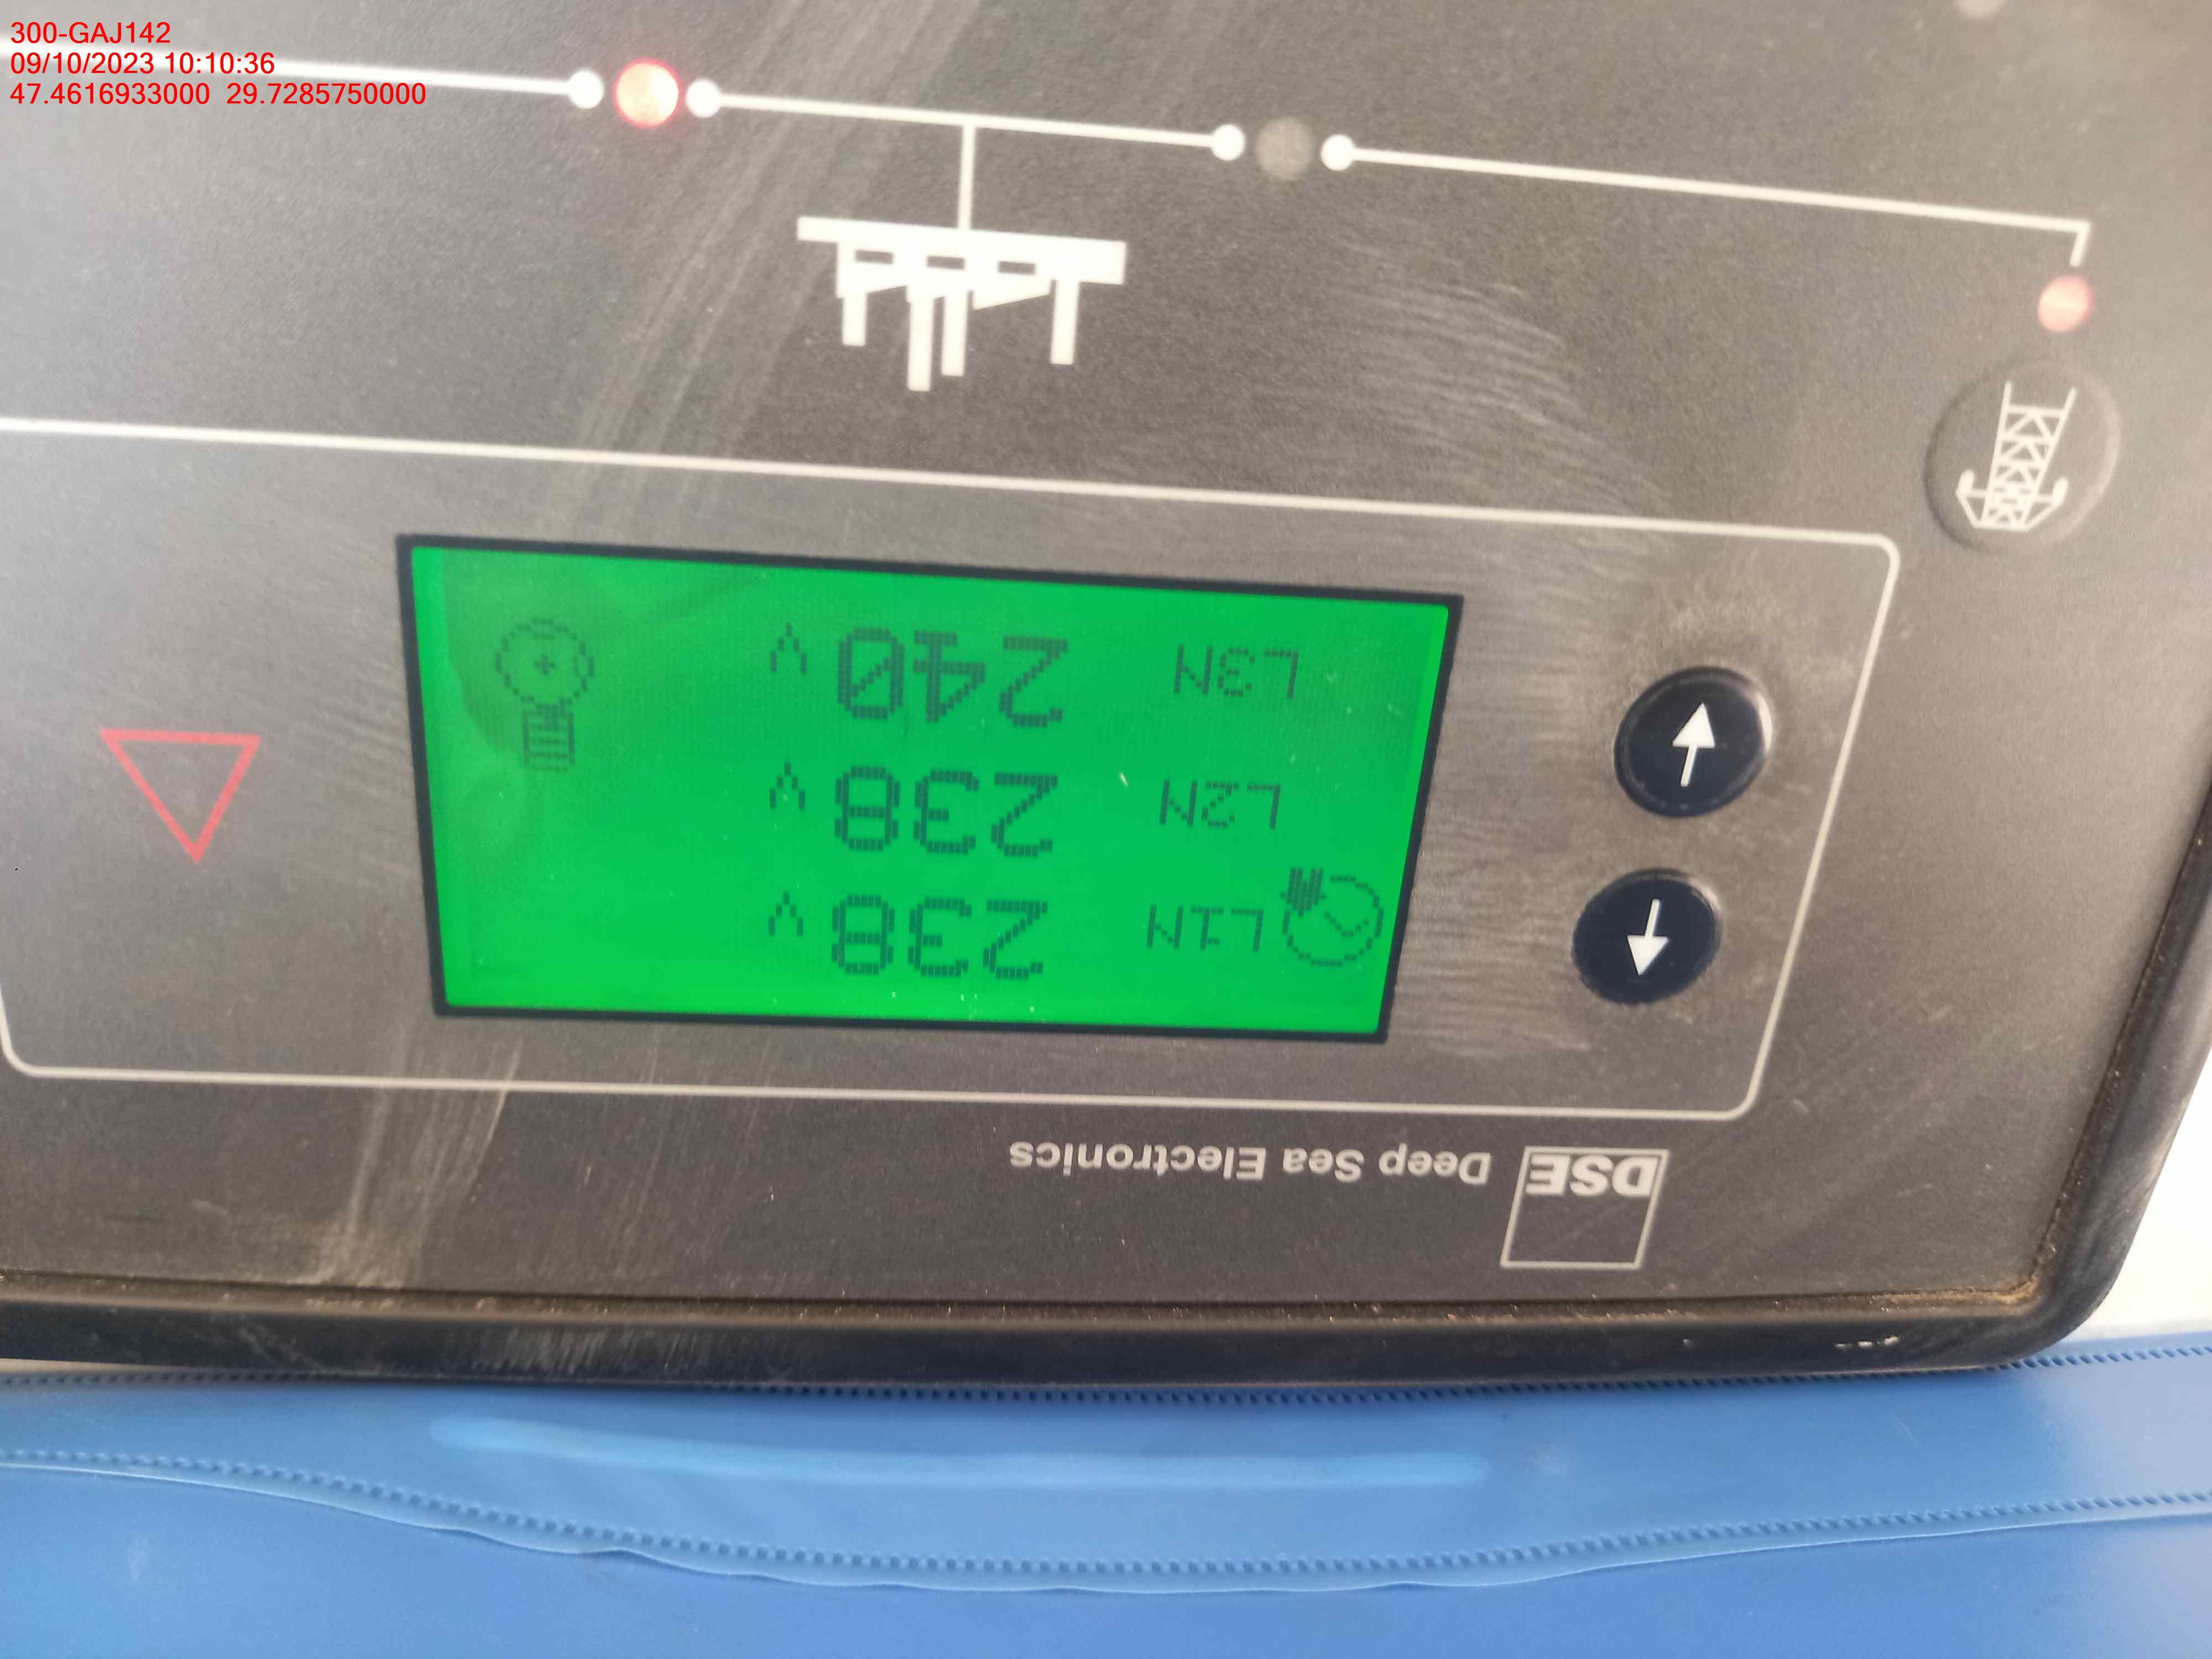 300-GAJ142
09/10/2023 10:10:36
47.4616933000 29.7285750000
DSE Deep Sea Electronics
L1N 238 V
L2N 238 V
L3N 240 V